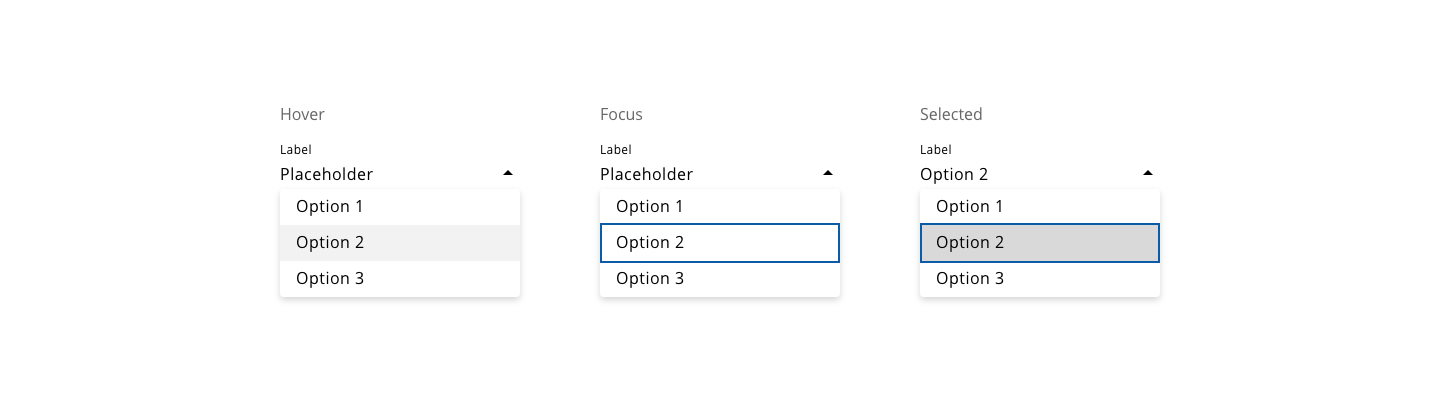 Hover
Label
Placeholder
Option 1
Option 2
Option 3
Focus
Label
Placeholder
Option 1
Option 2
Option 3
Selected
Label
Option 2
Option 1
Option 2
Option 3